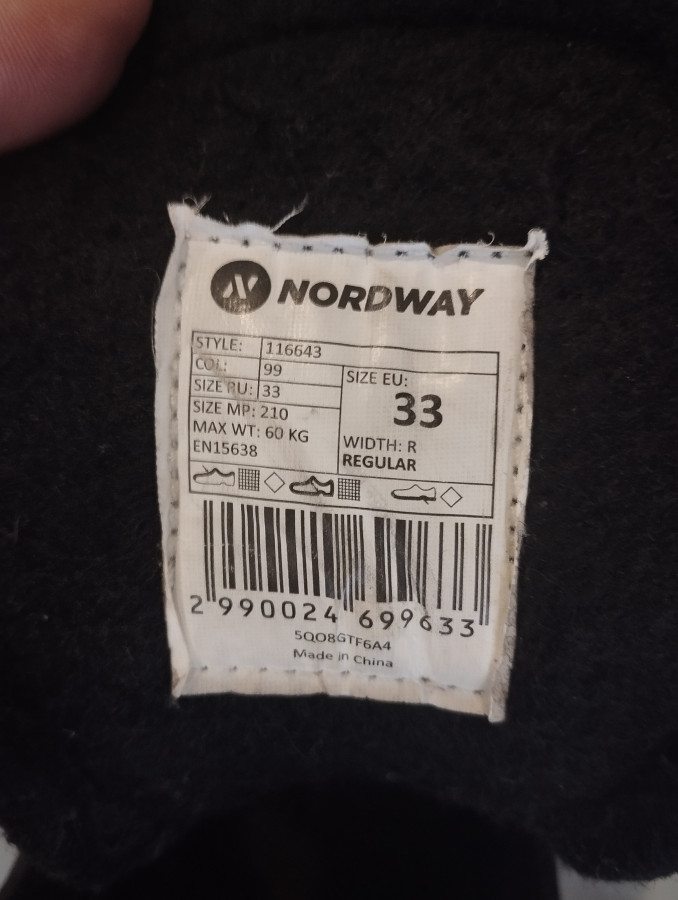 NORDWAY
STYLE: 116643
COL: 99
SIZE RU: 33
SIZE MP: 210
MAX WT: 60 KG
EN15638
SIZE EU:
33
WIDTH: R
REGULAR
2 990024 699633
5QO8GTF6A4
Made in China